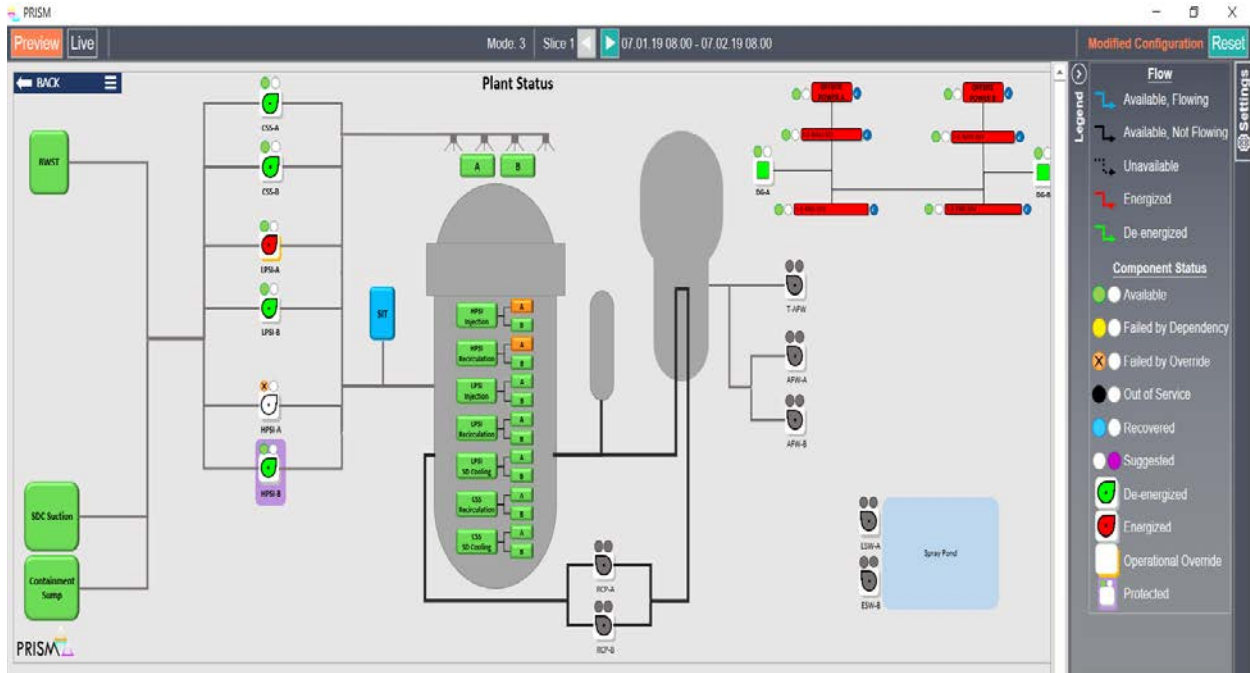 PRISM
Preview Live
Mode: 3 Slice 1 07.01.19 08:00 - 07.02.19 08:00
Modified Configuration Reset
BACK
Plant Status
RWST
CSS-A
CSS-B
LPSI-A
LPSI-B
HPSI-A
HPSI-B
SDC Suction
Containment
Sump
PRISM
A B
SIT
HPSI
Injection
A
B
HPSI
Recirculation
A
B
LPSI
Injection
A
B
LPSI
Recirculation
A
B
LPSI
SD Cooling
A
B
CSS
Recirculation
A
B
CSS
SD Cooling
A
B
RCP-A
RCP-B
T-AFW
AFW-A
AFW-B
OFFSITE
POWER A
OFFSITE
POWER B
DG-A
DG-B
ESW-A
ESW-B
Spray Pond
Legend
Flow
Available, Flowing
Available, Not Flowing
Unavailable
Energized
De-energized
Component Status
Available
Failed by Dependency
X Failed by Override
Out of Service
Recovered
Suggested
De-energized
Energized
Operational Override
Protected
Settings